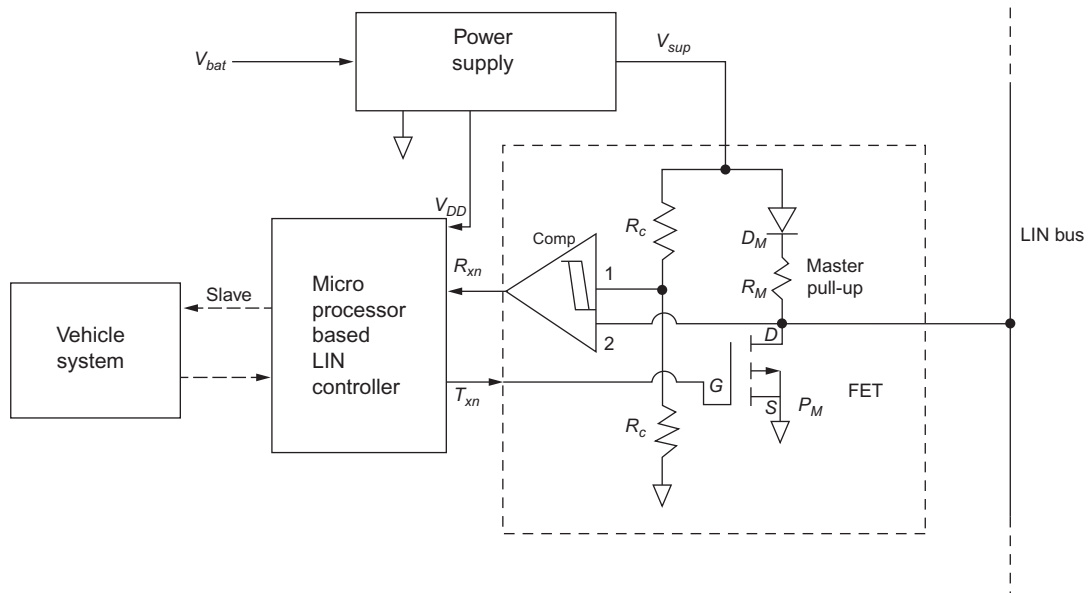 Power
supply
V_sup
V_bat
V_DD
R_c
D_M
LIN bus
Comp
R_xn
1
Master
pull-up
R_M
Slave
Micro
processor
based
LIN
controller
Vehicle
system
2
D
T_xn
G
FET
S
P_M
R_c